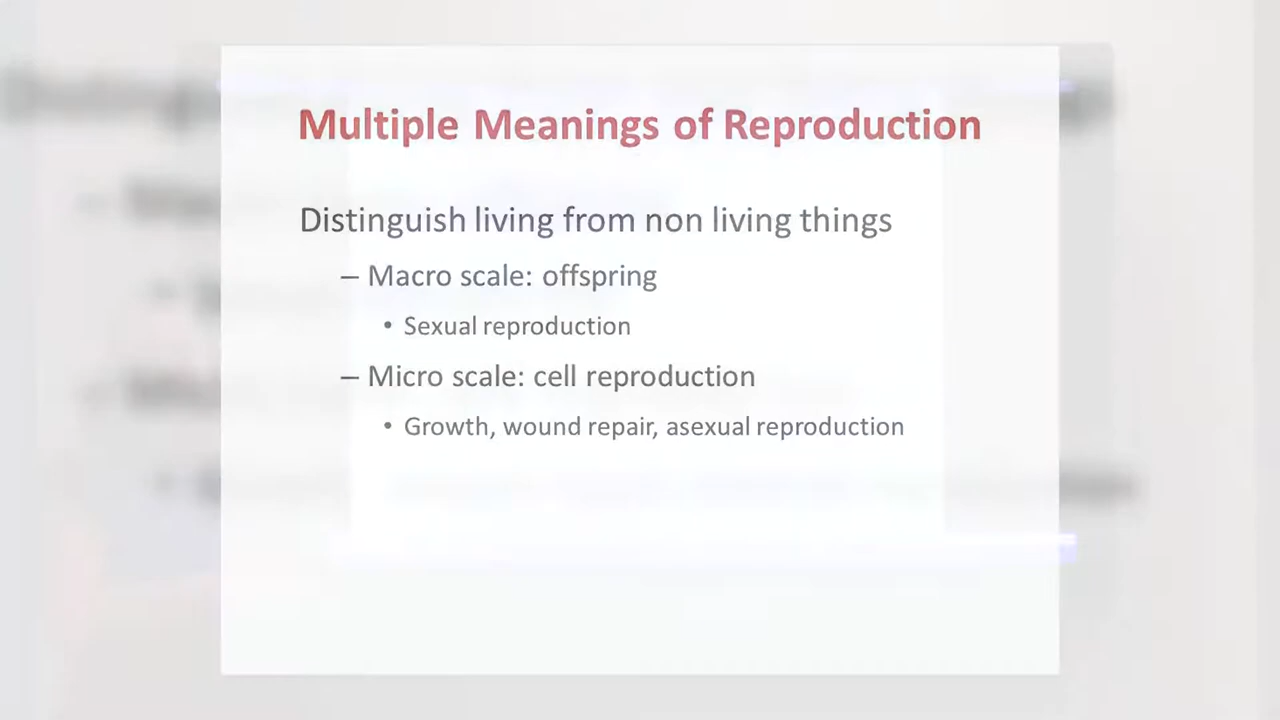 Multiple Meanings of Reproduction
Distinguish living from non living things
– Macro scale: offspring
• Sexual reproduction
– Micro scale: cell reproduction
• Growth, wound repair, asexual reproduction